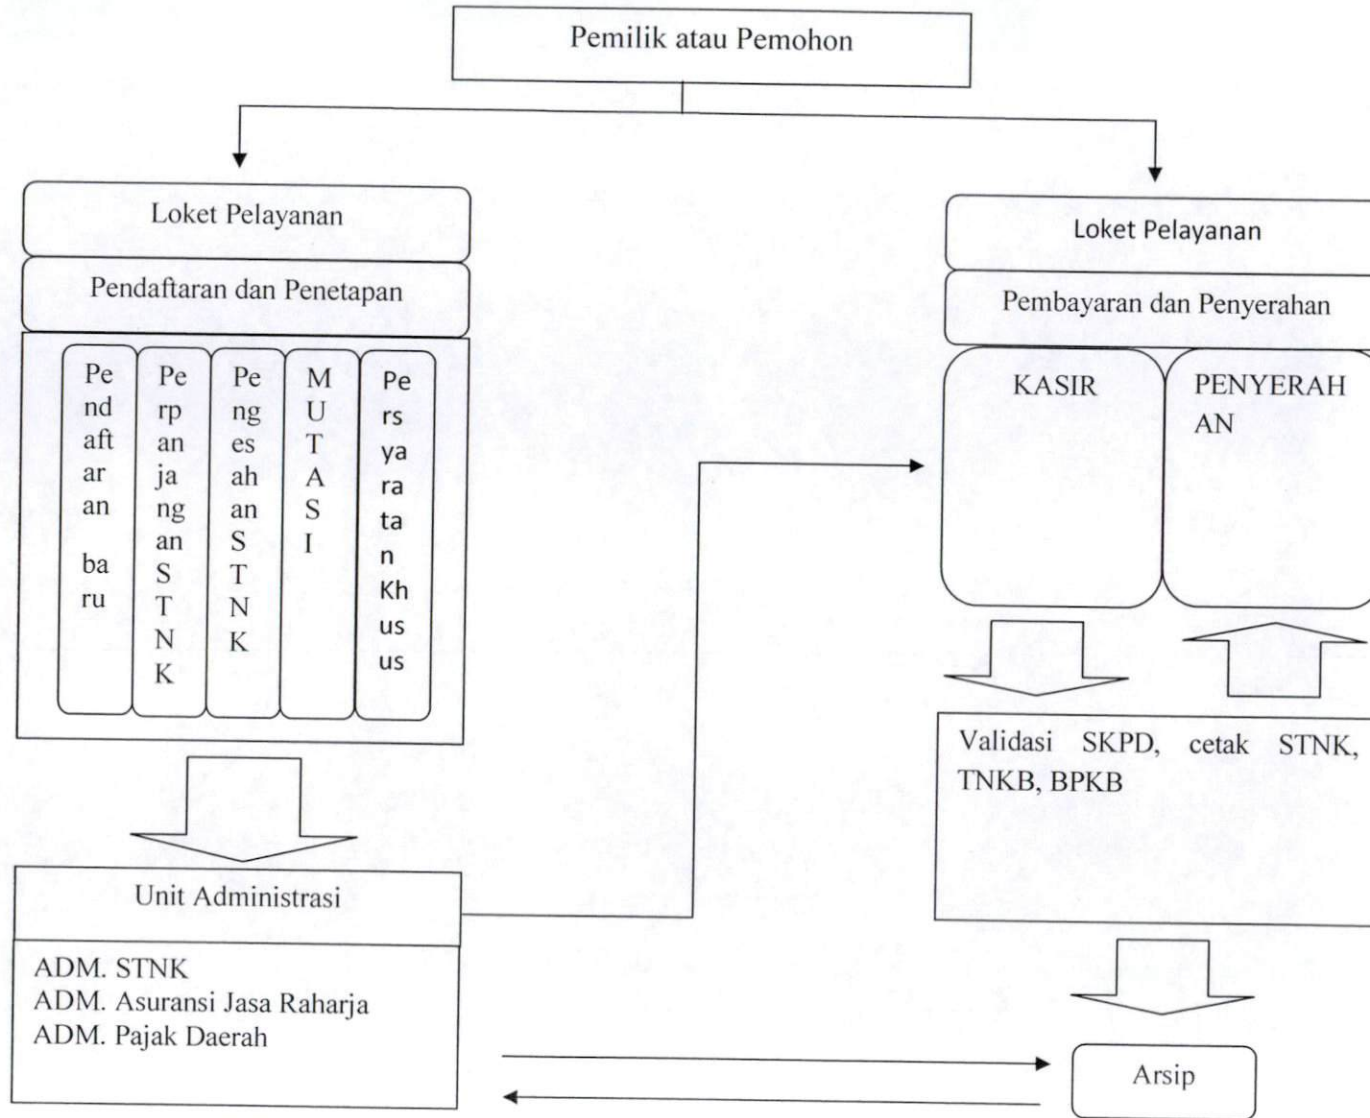 Pemilik atau Pemohon
Loket Pelayanan
Pendaftaran dan Penetapan
Pe
nd
aft
ar
an
ba
ru
Pe
rp
an
ja
ng
an
S
T
N
K
Pe
ng
es
ah
an
S
T
N
K
M
U
T
A
S
I
Pe
rs
ya
ra
ta
n
Kh
us
us
Unit Administrasi
ADM. STNK
ADM. Asuransi Jasa Raharja
ADM. Pajak Daerah
Loket Pelayanan
Pembayaran dan Penyerahan
KASIR
PENYERAH
AN
Validasi SKPD, cetak STNK,
TNKB, BPKB
Arsip